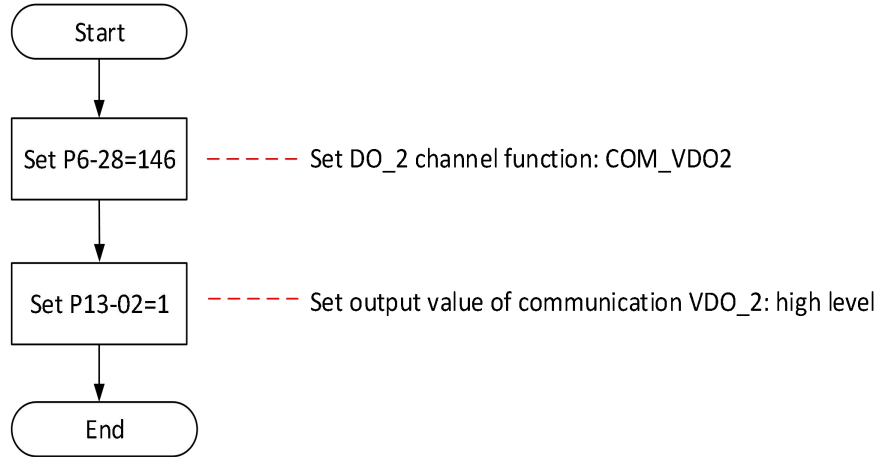 Start
Set P6-28=146
Set DO_2 channel function: COM_VDO2
Set P13-02=1
Set output value of communication VDO_2: high level
End